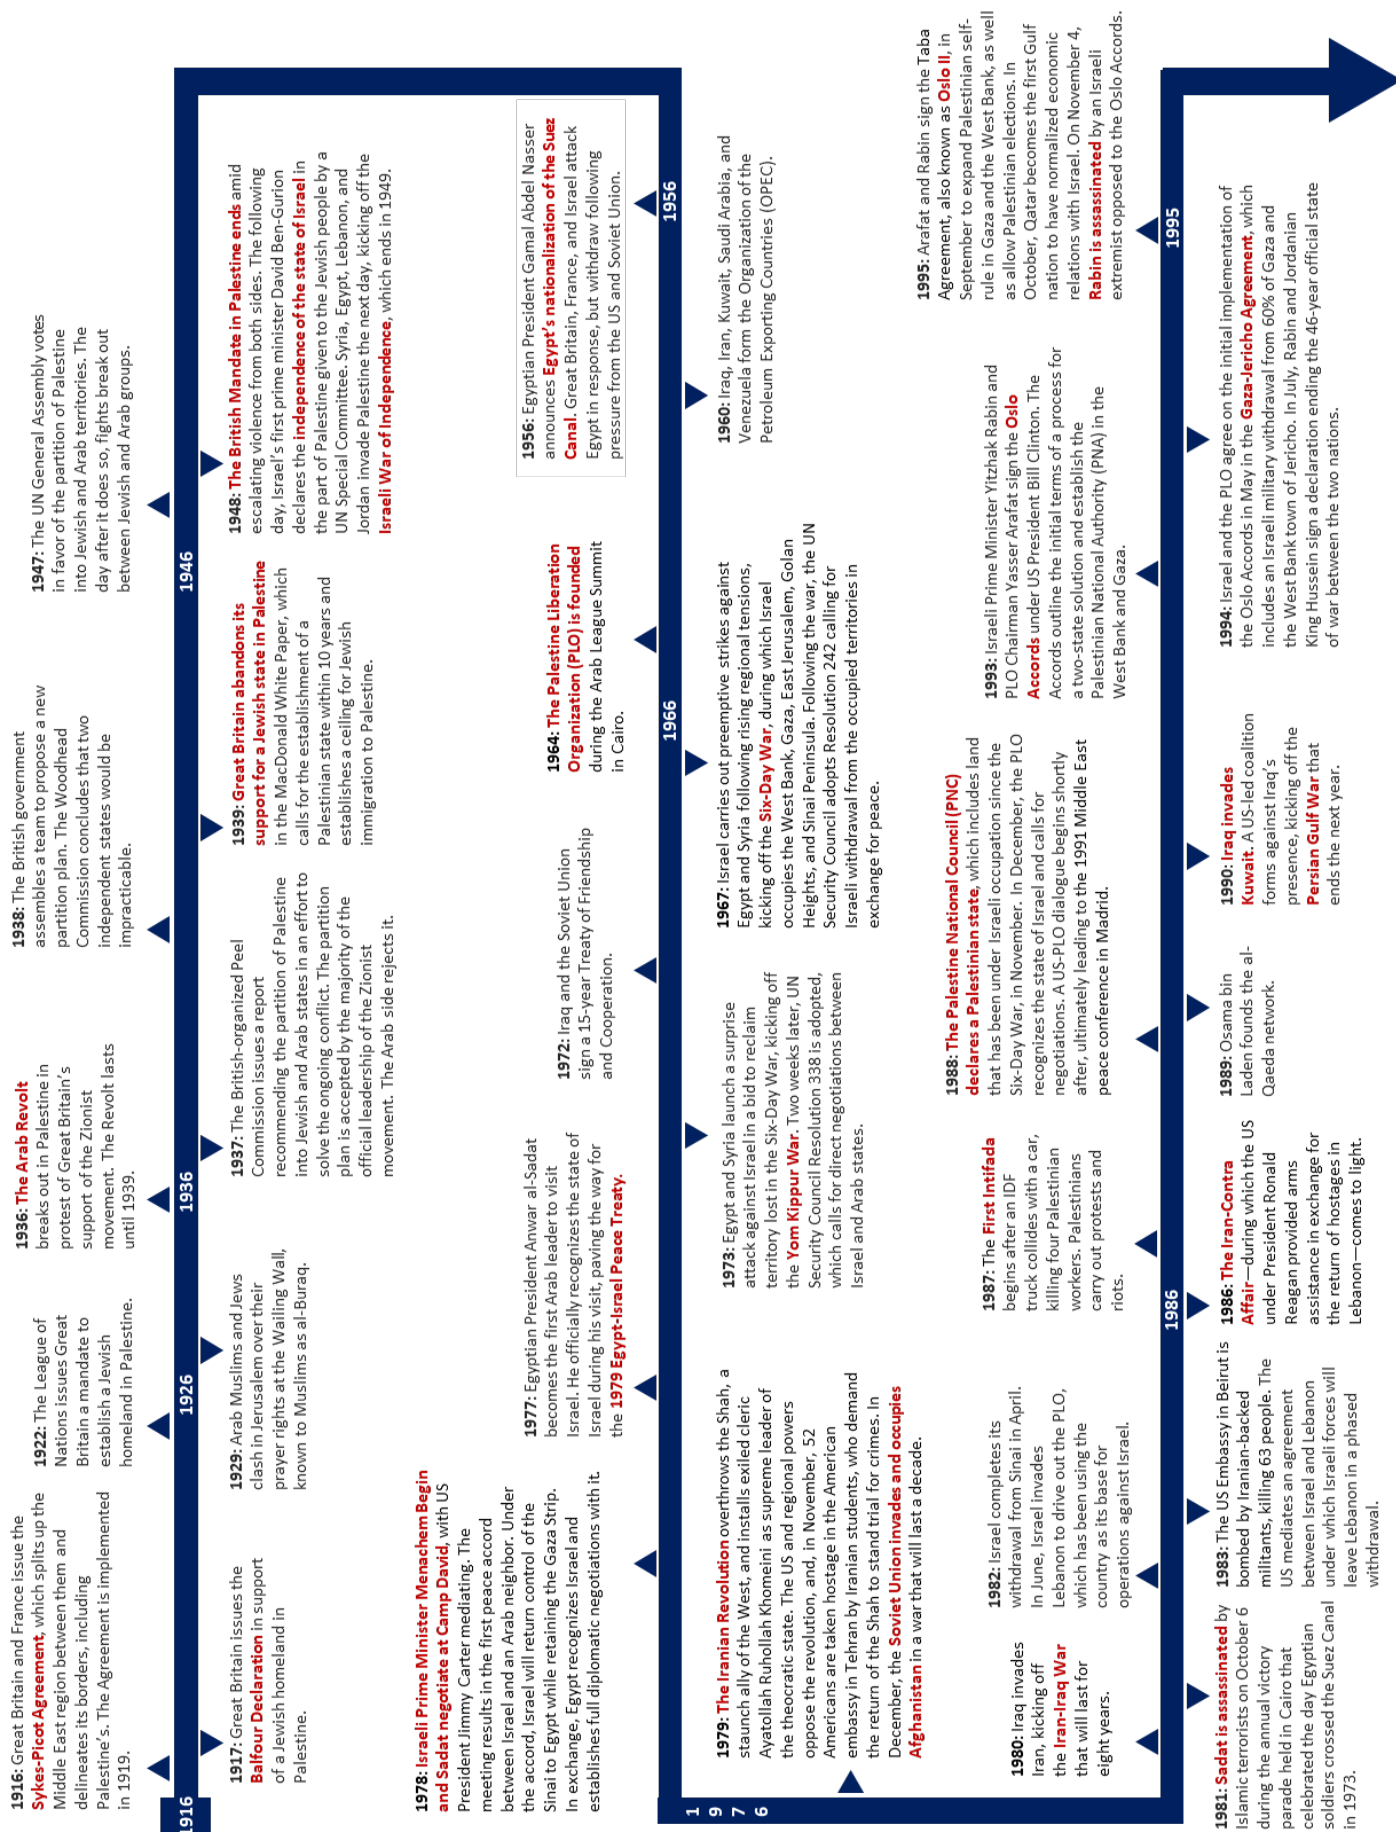 1916: Great Britain and France issue the
Sykes-Picot Agreement, which splits up the
Middle East region between them and
delineates its borders, including
Palestine's. The Agreement is implemented
in 1919.
1922: The League of
Nations issues Great
Britain a mandate to
establish a Jewish
homeland in Palestine.
1936: The Arab Revolt
breaks out in Palestine in
protest of Great Britain's
support of the Zionist
movement. The Revolt lasts
until 1939.
1938: The British government
assembles a team to propose a new
partition plan. The Woodhead
Commission concludes that two
independent states would be
impracticable.
1947: The UN General Assembly votes
in favor of the partition of Palestine
into Jewish and Arab territories. The
day after it does so, fights break out
between Jewish and Arab groups.
1916
1926
1936
1946
1917: Great Britain issues the
Balfour Declaration in support
of a Jewish homeland in
Palestine.
1929: Arab Muslims and Jews
clash in Jerusalem over their
prayer rights at the Wailing Wall,
known to Muslims as al-Buraq.
1937: The British-organized Peel
Commission issues a report
recommending the partition of Palestine
into Jewish and Arab states in an effort to
solve the ongoing conflict. The partition
plan is accepted by the majority of the
official leadership of the Zionist
movement. The Arab side rejects it.
1939: Great Britain abandons its
support for a Jewish state in Palestine
in the MacDonald White Paper, which
calls for the establishment of a
Palestinian state within 10 years and
establishes a ceiling for Jewish
immigration to Palestine.
1948: The British Mandate in Palestine ends amid
escalating violence from both sides. The following
day, Israel's first prime minister David Ben-Gurion
declares the independence of the state of Israel in
the part of Palestine given to the Jewish people by a
UN Special Committee. Syria, Egypt, Lebanon, and
Jordan invade Palestine the next day, kicking off the
Israeli War of Independence, which ends in 1949.
1978: Israeli Prime Minister Menachem Begin
and Sadat negotiate at Camp David, with US
President Jimmy Carter mediating. The
meeting results in the first peace accord
between Israel and an Arab neighbor. Under
the accord, Israel will return control of the
Sinai to Egypt while retaining the Gaza Strip.
In exchange, Egypt recognizes Israel and
establishes full diplomatic negotiations with it.
1977: Egyptian President Anwar al-Sadat
becomes the first Arab leader to visit
Israel. He officially recognizes the state of
Israel during his visit, paving the way for
the 1979 Egypt-Israel Peace Treaty.
1972: Iraq and the Soviet Union
sign a 15-year Treaty of Friendship
and Cooperation.
1964: The Palestine Liberation
Organization (PLO) is founded
during the Arab League Summit
in Cairo.
1956: Egyptian President Gamal Abdel Nasser
announces Egypt's nationalization of the Suez
Canal. Great Britain, France, and Israel attack
Egypt in response, but withdraw following
pressure from the US and Soviet Union.
1966
1956
1
9
7
6
1979: The Iranian Revolution overthrows the Shah, a
staunch ally of the West, and installs exiled cleric
Ayatollah Ruhollah Khomeini as supreme leader of
the theocratic state. The US and regional powers
oppose the revolution, and, in November, 52
Americans are taken hostage in the American
embassy in Tehran by Iranian students, who demand
the return of the Shah to stand trial for crimes. In
December, the Soviet Union invades and occupies
Afghanistan in a war that will last a decade.
1973: Egypt and Syria launch a surprise
attack against Israel in a bid to reclaim
territory lost in the Six-Day War, kicking off
the Yom Kippur War. Two weeks later, UN
Security Council Resolution 338 is adopted,
which calls for direct negotiations between
Israel and Arab states.
1967: Israel carries out preemptive strikes against
Egypt and Syria following rising regional tensions,
kicking off the Six-Day War, during which Israel
occupies the West Bank, Gaza, East Jerusalem, Golan
Heights, and Sinai Peninsula. Following the war, the UN
Security Council adopts Resolution 242 calling for
Israeli withdrawal from the occupied territories in
exchange for peace.
1960: Iraq, Iran, Kuwait, Saudi Arabia, and
Venezuela form the Organization of the
Petroleum Exporting Countries (OPEC).
1980: Iraq invades
Iran, kicking off
the Iran-Iraq War
that will last for
eight years.
1982: Israel completes its
withdrawal from Sinai in April.
In June, Israel invades
Lebanon to drive out the PLO,
which has been using the
country as its base for
operations against Israel.
1987: The First Intifada
begins after an IDF
truck collides with a car,
killing four Palestinian
workers. Palestinians
carry out protests and
riots.
1988: The Palestine National Council (PNC)
declares a Palestinian state, which includes land
that has been under Israeli occupation since the
Six-Day War, in November. In December, the PLO
recognizes the state of Israel and calls for
negotiations. A US-PLO dialogue begins shortly
after, ultimately leading to the 1991 Middle East
peace conference in Madrid.
1993: Israeli Prime Minister Yitzhak Rabin and
PLO Chairman Yasser Arafat sign the Oslo
Accords under US President Bill Clinton. The
Accords outline the initial terms of a process for
a two-state solution and establish the
Palestinian National Authority (PNA) in the
West Bank and Gaza.
1995: Arafat and Rabin sign the Taba
Agreement, also known as Oslo II, in
September to expand Palestinian self-
rule in Gaza and the West Bank, as well
as allow Palestinian elections. In
October, Qatar becomes the first Gulf
nation to have normalized economic
relations with Israel. On November 4,
Rabin is assassinated by an Israeli
extremist opposed to the Oslo Accords.
1986
1995
1981: Sadat is assassinated by
Islamic terrorists on October 6
during the annual victory
parade held in Cairo that
celebrated the day Egyptian
soldiers crossed the Suez Canal
in 1973.
1983: The US Embassy in Beirut is
bombed by Iranian-backed
militants, killing 63 people. The
US mediates an agreement
between Israel and Lebanon
under which Israeli forces will
leave Lebanon in a phased
withdrawal.
1986: The Iran-Contra
Affair—during which the US
under President Ronald
Reagan provided arms
assistance in exchange for
the return of hostages in
Lebanon—comes to light.
1989: Osama bin
Laden founds the al-
Qaeda network.
1990: Iraq invades
Kuwait. A US-led coalition
forms against Iraq's
presence, kicking off the
Persian Gulf War that
ends the next year.
1994: Israel and the PLO agree on the initial implementation of
the Oslo Accords in May in the Gaza-Jericho Agreement, which
includes an Israeli military withdrawal from 60% of Gaza and
the West Bank town of Jericho. In July, Rabin and Jordanian
King Hussein sign a declaration ending the 46-year official state
of war between the two nations.